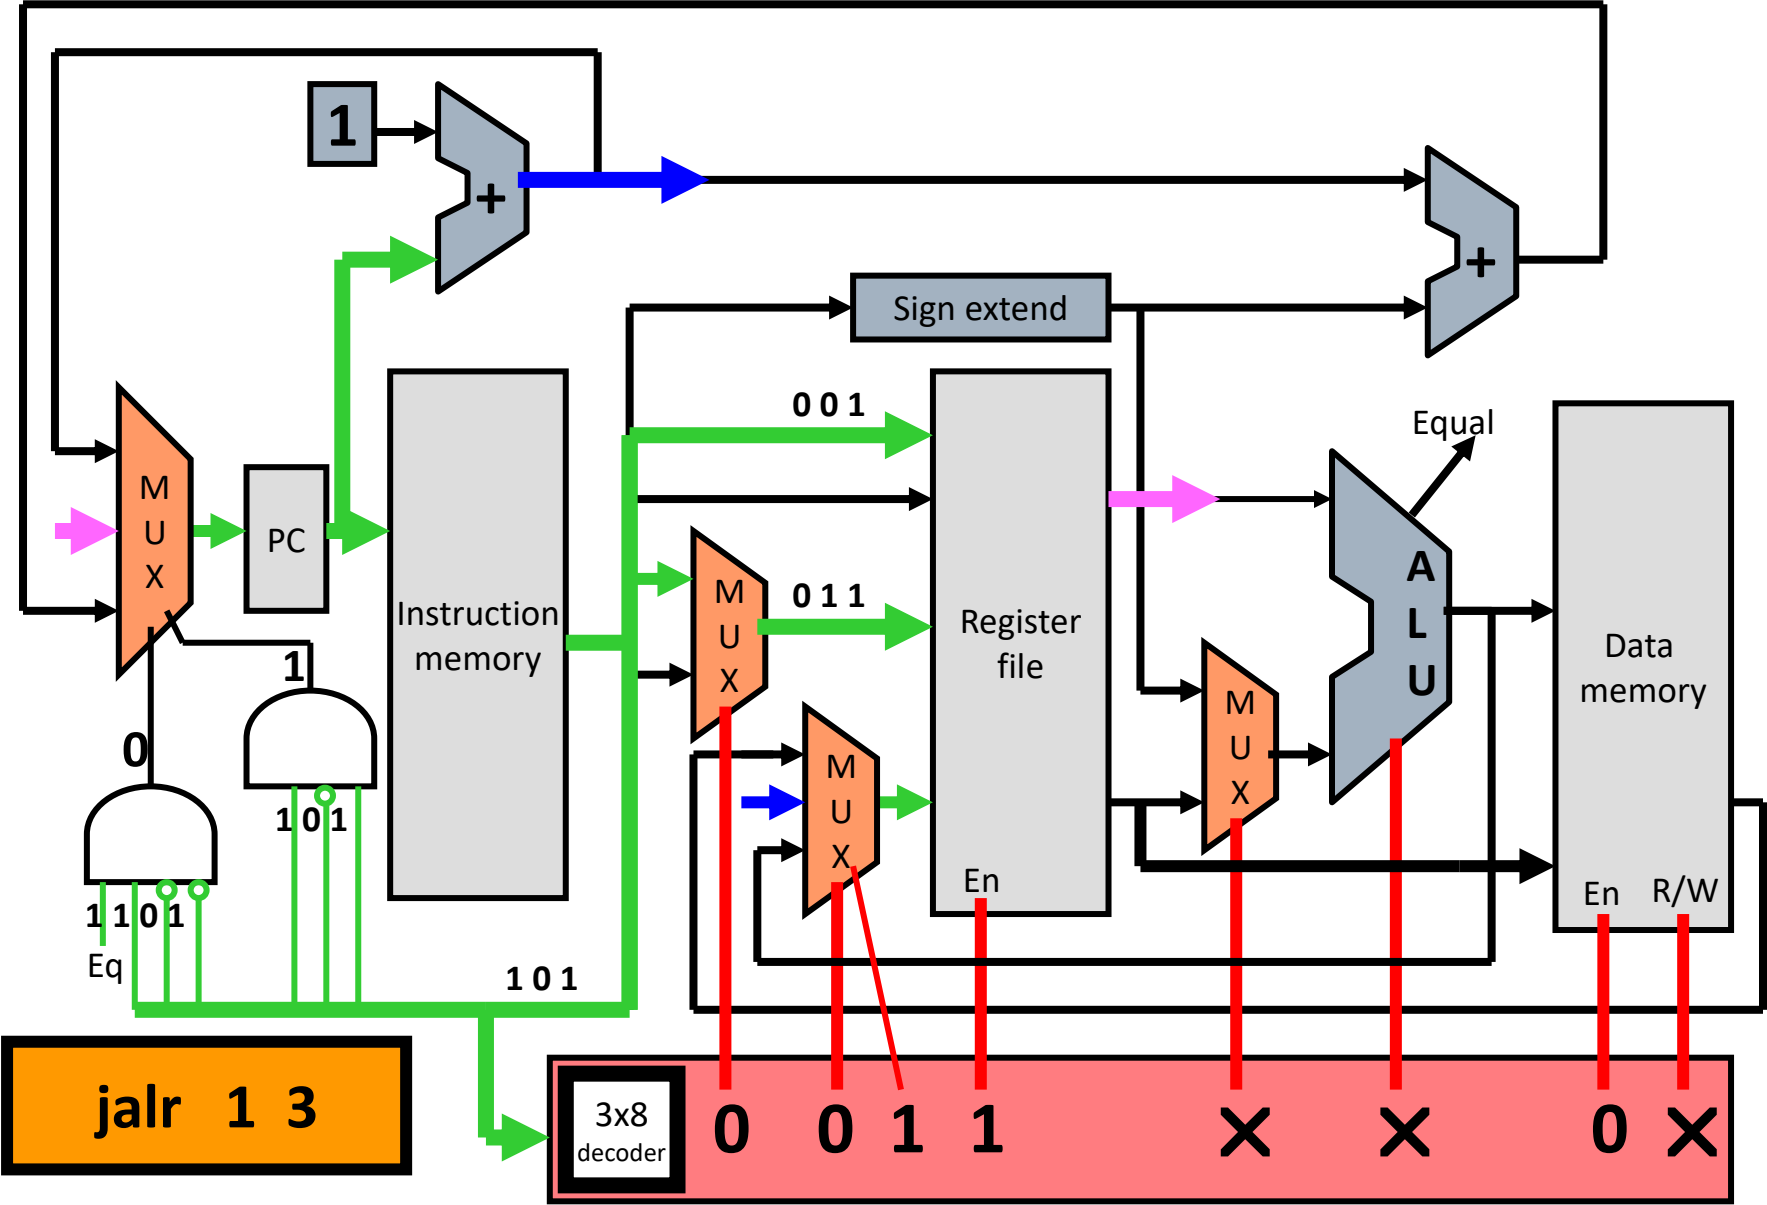 1
+
+
Sign extend
0 0 1
Equal
M
U
X
PC
Instruction
memory
M
U
X
0 1 1
Register
file
A
L
U
Data
memory
M
U
X
1
0
M
U
X
1 0 1
En
En
R/W
1 1 0 1
Eq
1 0 1
jalr 1 3
3x8
decoder
0
0
1
1
X
X
0
X